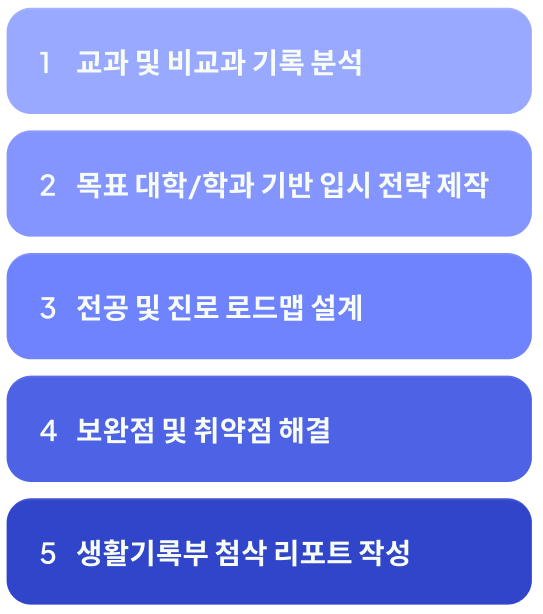 1 교과 및 비교과 기록 분석
2 목표 대학/학과 기반 입시 전략 제작
3 전공 및 진로 로드맵 설계
4 보완점 및 취약점 해결
5 생활기록부 첨삭 리포트 작성